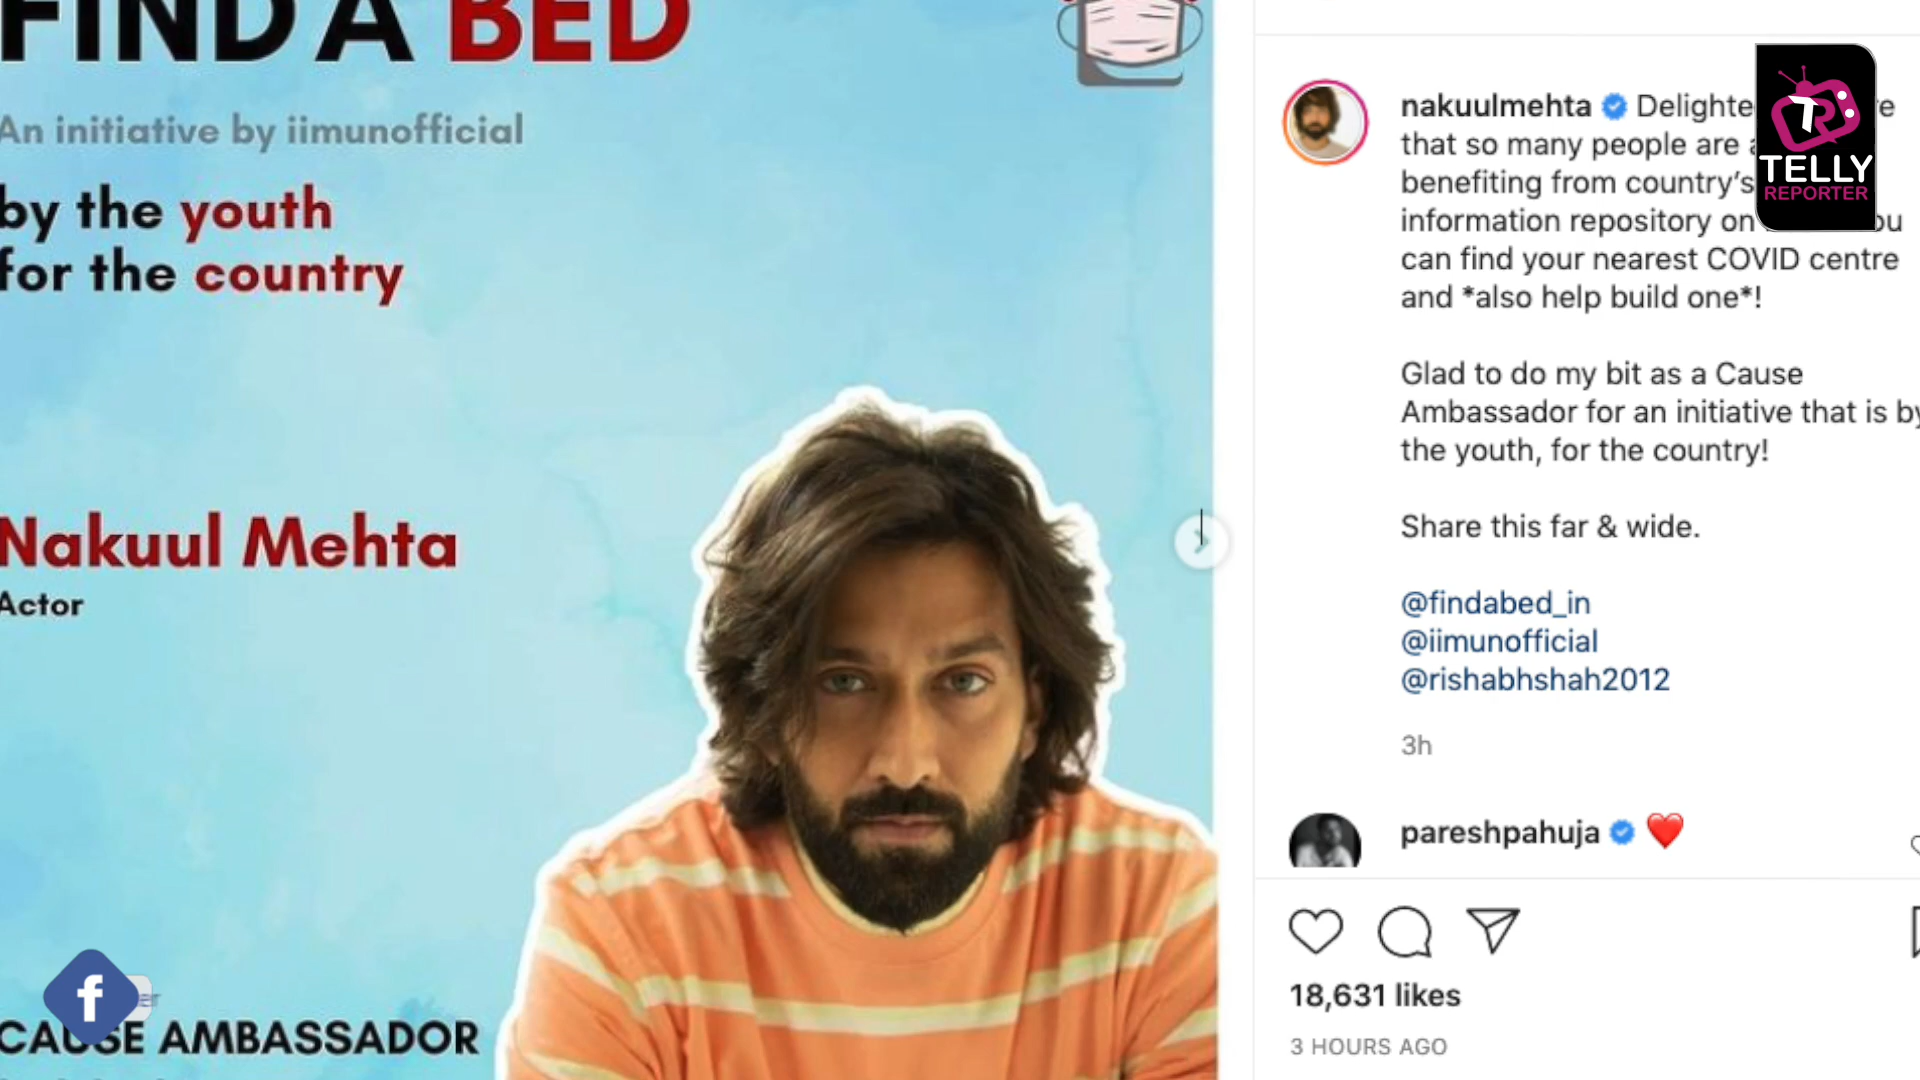 FIND A BED
An initiative by iimunofficial
by the youth
for the country
Nakuul Mehta
Actor
CAUSE AMBASSADOR
f
nakuulmehta Delighte
that so many people are
benefiting from country's
information repository on
can find your nearest COVID centre
and *also help build one*!
Glad to do my bit as a Cause
Ambassador for an initiative that is by
the youth, for the country!
Share this far & wide.
@findabed_in
@iimunofficial
@rishabhshah2012
3h
pareshpahuja ❤️
18,631 likes
3 HOURS AGO
TR
TELLY
REPORTER